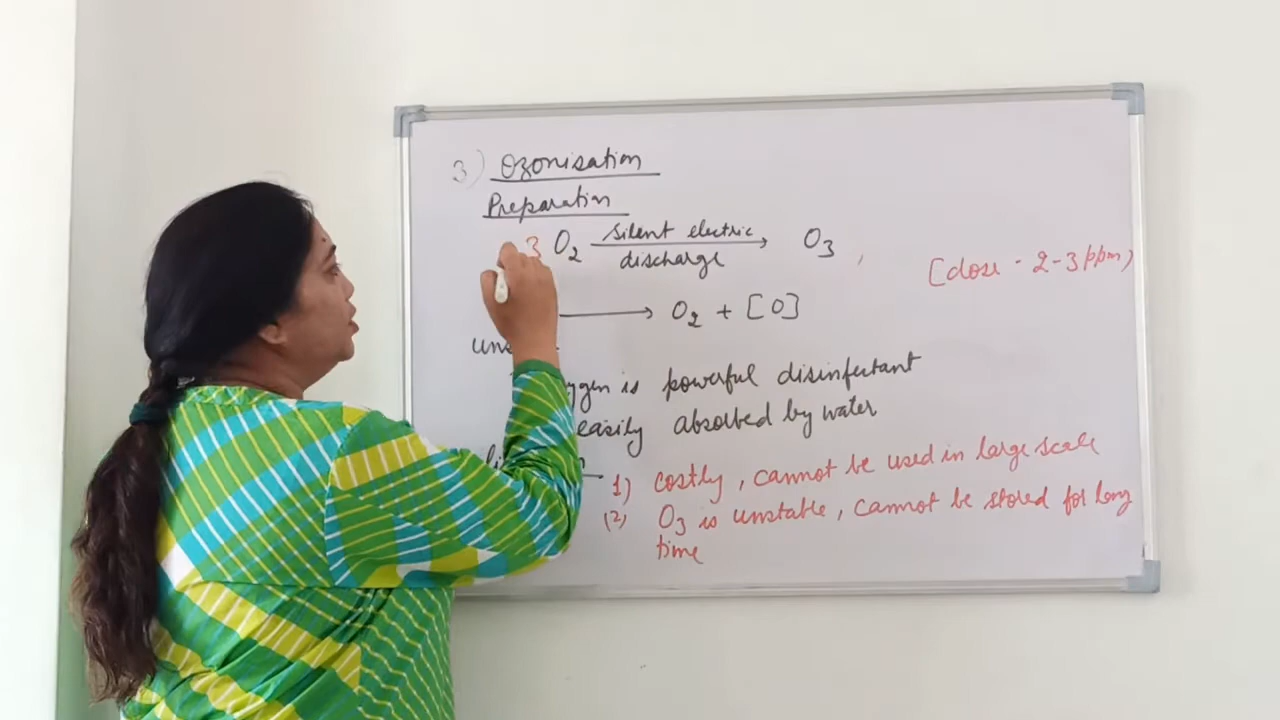 3) Ozonisation
Preparation
3 O2 silent electric discharge → O3
[dose - 2-3 ppm)
→ O2 + [O]
is powerful disinfectant
easily absorbed by water
1) costly, cannot be used in large scale
(2) O3 is unstable, cannot be stored for long
time